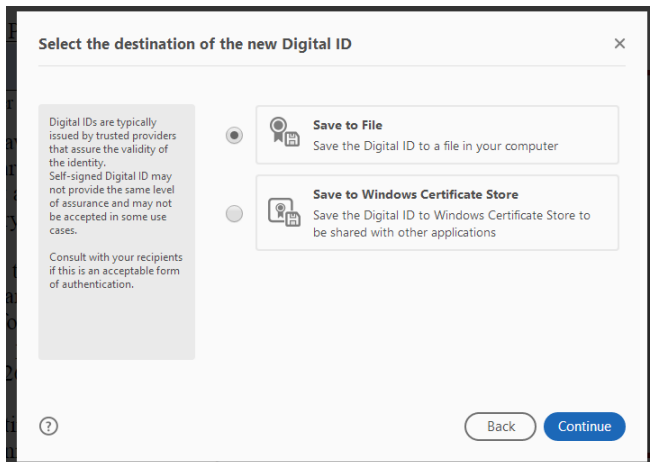 Select the destination of the new Digital ID
Digital IDs are typically
issued by trusted providers
that assure the validity of
the identity.
Self-signed Digital ID may
not provide the same level
of assurance and may not
be accepted in some use
cases.
Consult with your recipients
if this is an acceptable form
of authentication.
Save to File
Save the Digital ID to a file in your computer
Save to Windows Certificate Store
Save the Digital ID to Windows Certificate Store to
be shared with other applications
?
Back
Continue